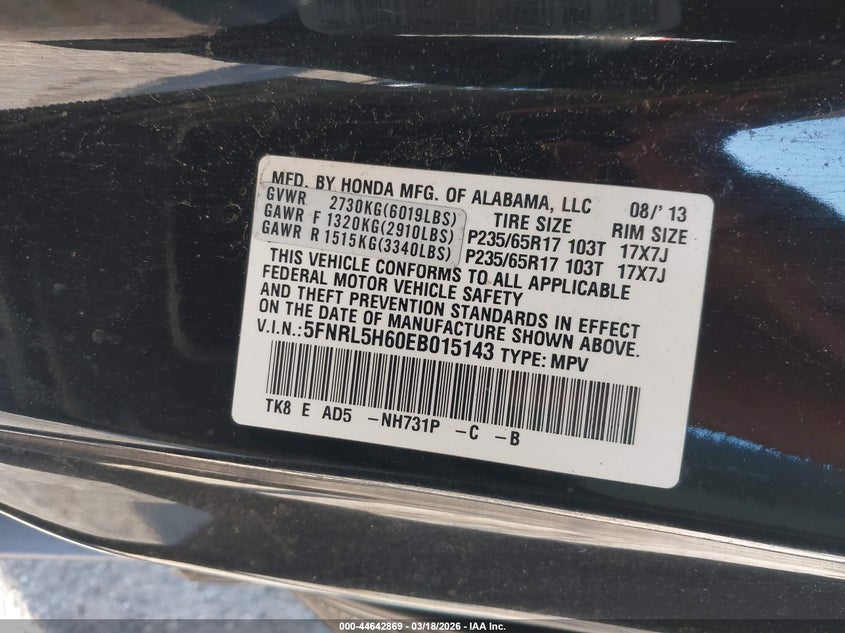 MFD. BY HONDA MFG. OF ALABAMA, LLC 08/' 13
GVWR 2730KG(6019LBS) TIRE SIZE RIM SIZE
GAWR F 1320KG(2910LBS) P235/65R17 103T 17X7J
GAWR R 1515KG(3340LBS) P235/65R17 103T 17X7J
THIS VEHICLE CONFORMS TO ALL APPLICABLE
FEDERAL MOTOR VEHICLE SAFETY
AND THEFT PREVENTION STANDARDS IN EFFECT
ON THE DATE OF MANUFACTURE SHOWN ABOVE.
V.I.N.:5FNRL5H60EB015143 TYPE: MPV
TK8 E AD5 -NH731P -C -B
000-44642869 - 03/18/2026 - IAA Inc.